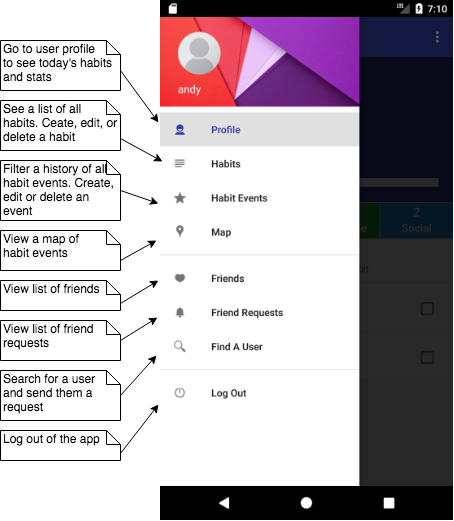 LTE 7:10
Go to user profile
to see today's habits
and stats
andy
See a list of all
habits. Ceate, edit, or
delete a habit
Profile
Habits
Filter a history of all
habit events. Create,
edit or delete an
event
Habit Events
View a map of
habit events
Map
2
Social
View list of friends
Friends
View list of friend
requests
Friend Requests
Search for a user
and send them a
request
Find A User
Log out of the app
Log Out